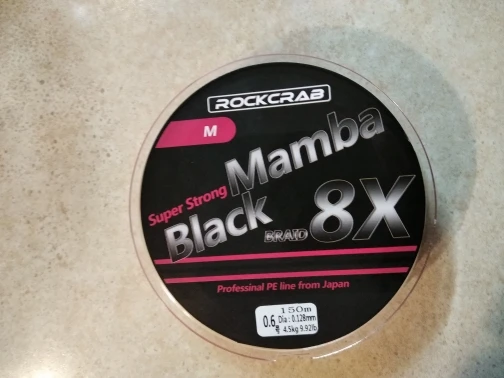 ROCKCRAB
M
Super Strong Mamba
Black BRAID 8X
Professinal PE line from Japan
150m
0.6号 Dia : 0.128mm
4.5kg 9.92lb